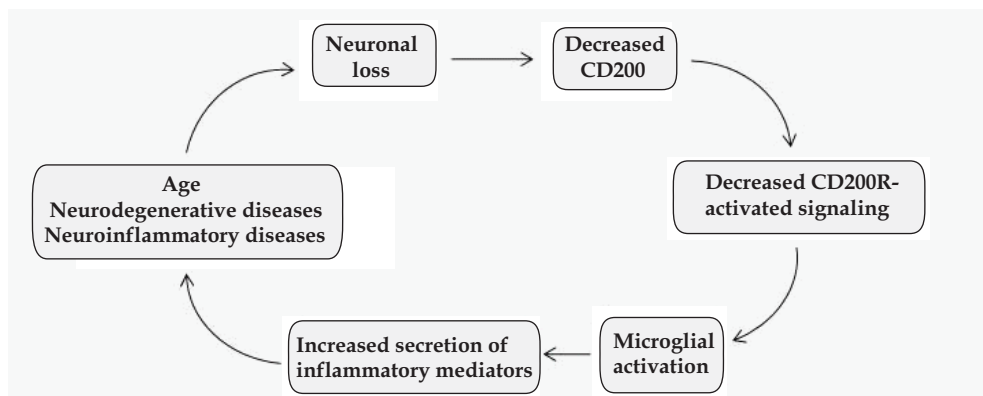 Neuronal
loss
Decreased
CD200
Decreased CD200R-
activated signaling
Microglial
activation
Increased secretion of
inflammatory mediators
Age
Neurodegenerative diseases
Neuroinflammatory diseases